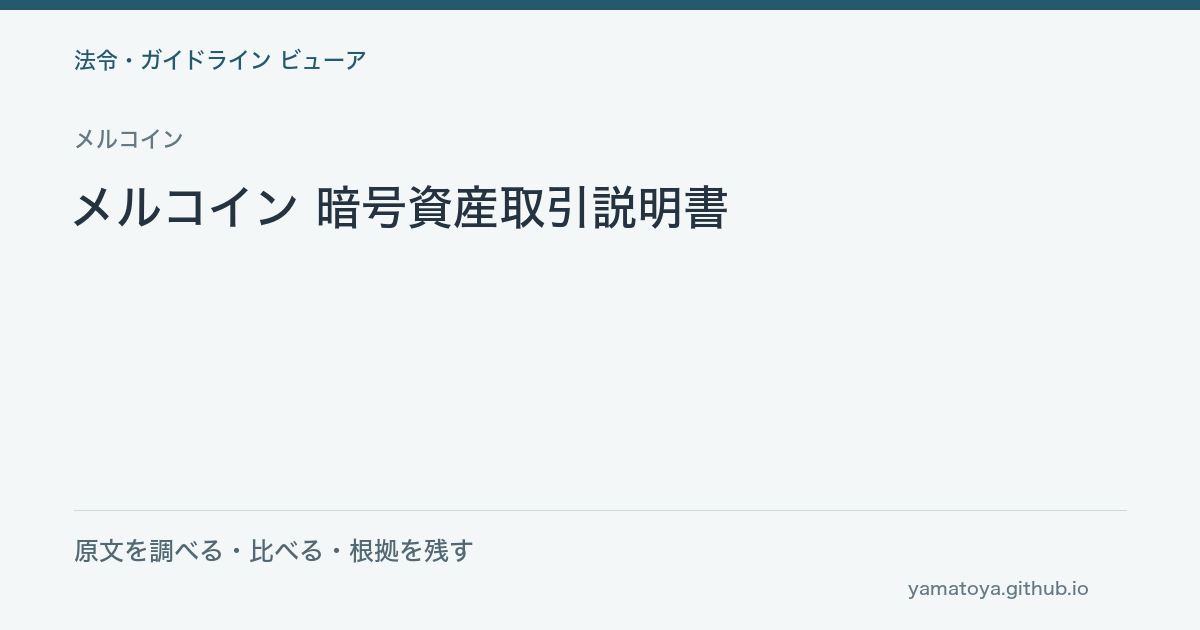 法令・ガイドライン ビューア
メルコイン
メルコイン 暗号資産取引説明書
原文を調べる・比べる・根拠を残す
yamatoya.github.io